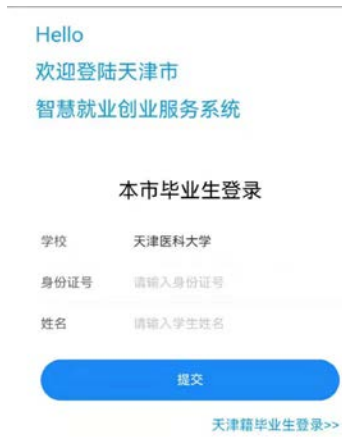 Hello
欢迎登陆天津市
智慧就业创业服务系统
本市毕业生登录
学校 天津医科大学
身份证号 请输入身份证号
姓名 请输入学生姓名
提交
天津籍毕业生登录>>